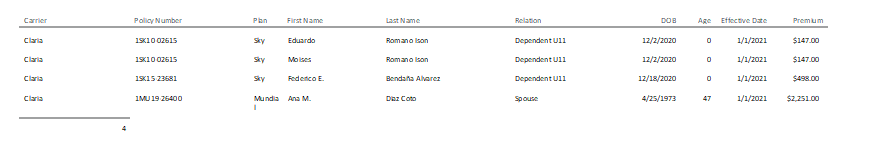 Carrier Policy Number Plan First Name Last Name Relation DOB Age Effective Date Premium
Claria 1SK10-02615 Sky Eduardo Romano Ison Dependent U11 12/2/2020 0 1/1/2021 $147.00
Claria 1SK10-02615 Sky Moises Romano Ison Dependent U11 12/2/2020 0 1/1/2021 $147.00
Claria 1SK15-23681 Sky Federico E. Bendaña Alvarez Dependent U11 12/18/2020 0 1/1/2021 $498.00
Claria 1MU19-26400 Mundia Ana M. Diaz Coto Spouse 4/25/1973 47 1/1/2021 $2,251.00
l
4